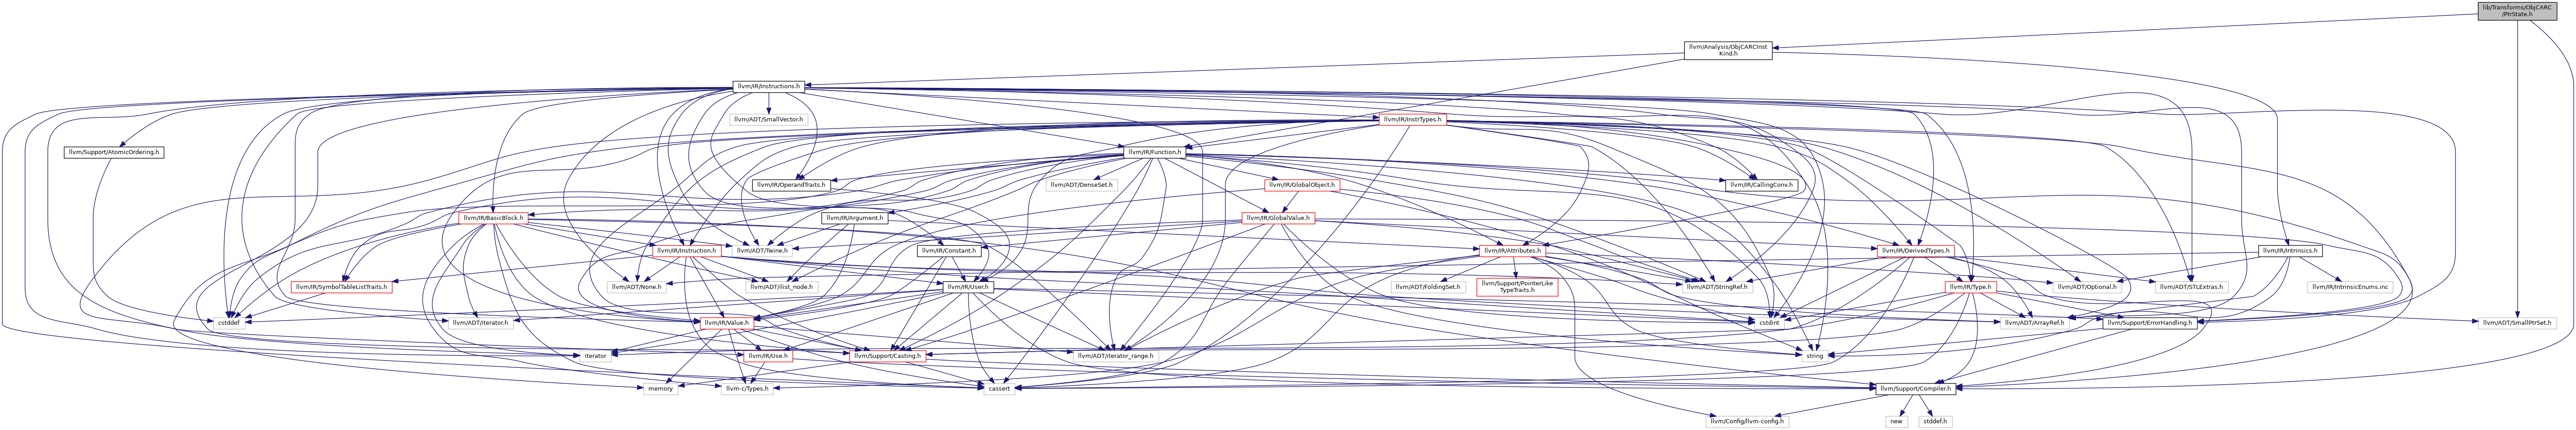 lib/Transforms/ObjCARC
/PtrState.h
llvm/Analysis/ObjCARCInst
Kind.h
llvm/IR/Instructions.h
llvm/ADT/SmallVector.h
llvm/IR/InstrTypes.h
llvm/Support/AtomicOrdering.h
llvm/IR/Function.h
llvm/IR/OperandTraits.h
llvm/ADT/DenseSet.h
llvm/IR/GlobalObject.h
llvm/IR/CallingConv.h
llvm/IR/BasicBlock.h
llvm/IR/Argument.h
llvm/IR/GlobalValue.h
llvm/IR/Instruction.h
llvm/ADT/Twine.h
llvm/IR/Constant.h
llvm/IR/Attributes.h
llvm/IR/DerivedTypes.h
llvm/IR/Intrinsics.h
llvm/IR/SymbolTableListTraits.h
llvm/ADT/None.h
llvm/ADT/ilist_node.h
llvm/IR/User.h
llvm/ADT/FoldingSet.h
llvm/Support/PointerLike
TypeTraits.h
llvm/ADT/StringRef.h
llvm/IR/Type.h
llvm/ADT/Optional.h
llvm/ADT/STLExtras.h
llvm/IR/IntrinsicEnums.inc
cstddef
llvm/ADT/iterator.h
llvm/IR/Value.h
cstdint
llvm/ADT/ArrayRef.h
llvm/Support/ErrorHandling.h
llvm/ADT/SmallPtrSet.h
iterator
llvm/IR/Use.h
llvm/Support/Casting.h
llvm/ADT/iterator_range.h
string
memory
llvm-c/Types.h
cassert
llvm/Support/Compiler.h
llvm/Config/llvm-config.h
new
stddef.h